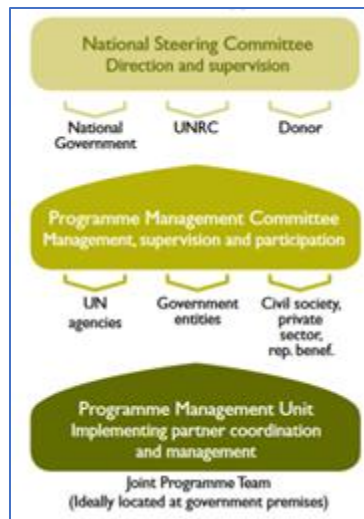 National Steering Committee
Direction and supervision
National Government
UNRC
Donor
Programme Management Committee
Management, supervision and participation
UN agencies
Government entities
Civil society, private sector, rep. benef.
Programme Management Unit
Implementing partner coordination
and management
Joint Programme Team
(Ideally located at government premises)